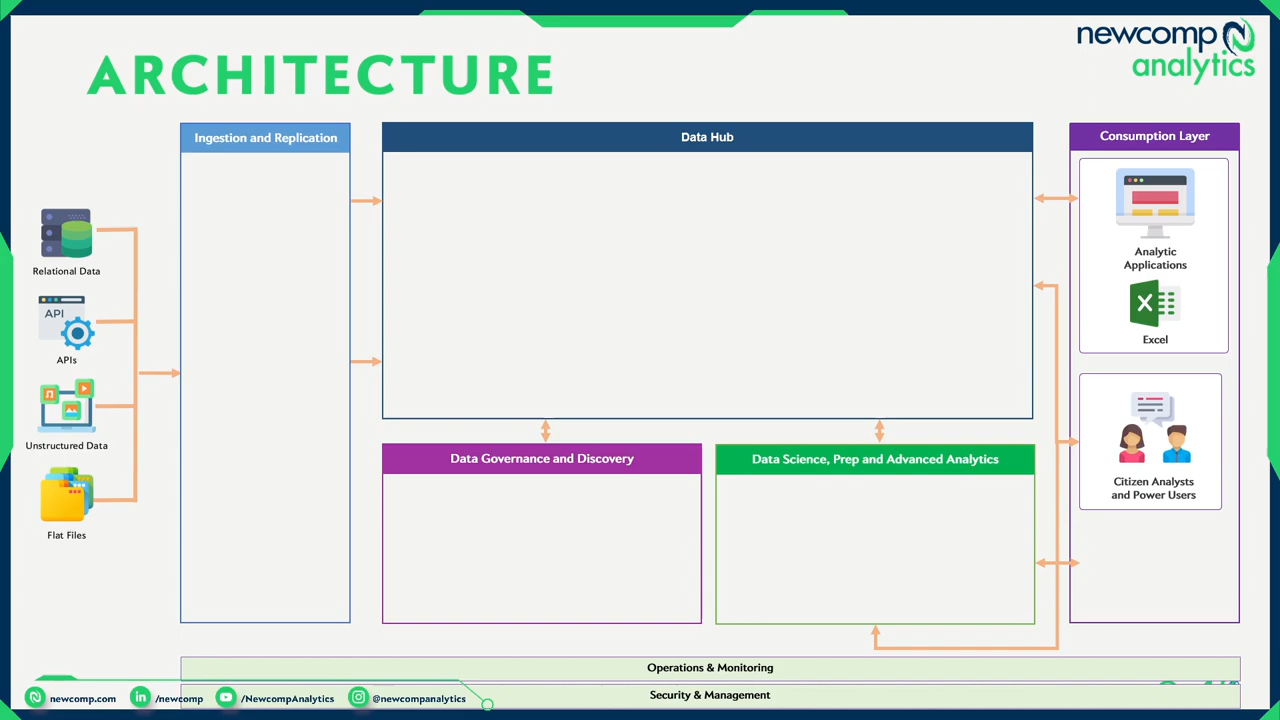 newcomp
analytics
ARCHITECTURE
Ingestion and Replication
Data Hub
Consumption Layer
Relational Data
API
APIs
Unstructured Data
Flat Files
Analytic
Applications
X
Excel
Citizen Analysts
and Power Users
Data Governance and Discovery
Data Science, Prep and Advanced Analytics
Operations & Monitoring
Security & Management
newcomp.com
in
/newcomp
/NewcompAnalytics
@newcompanalytics